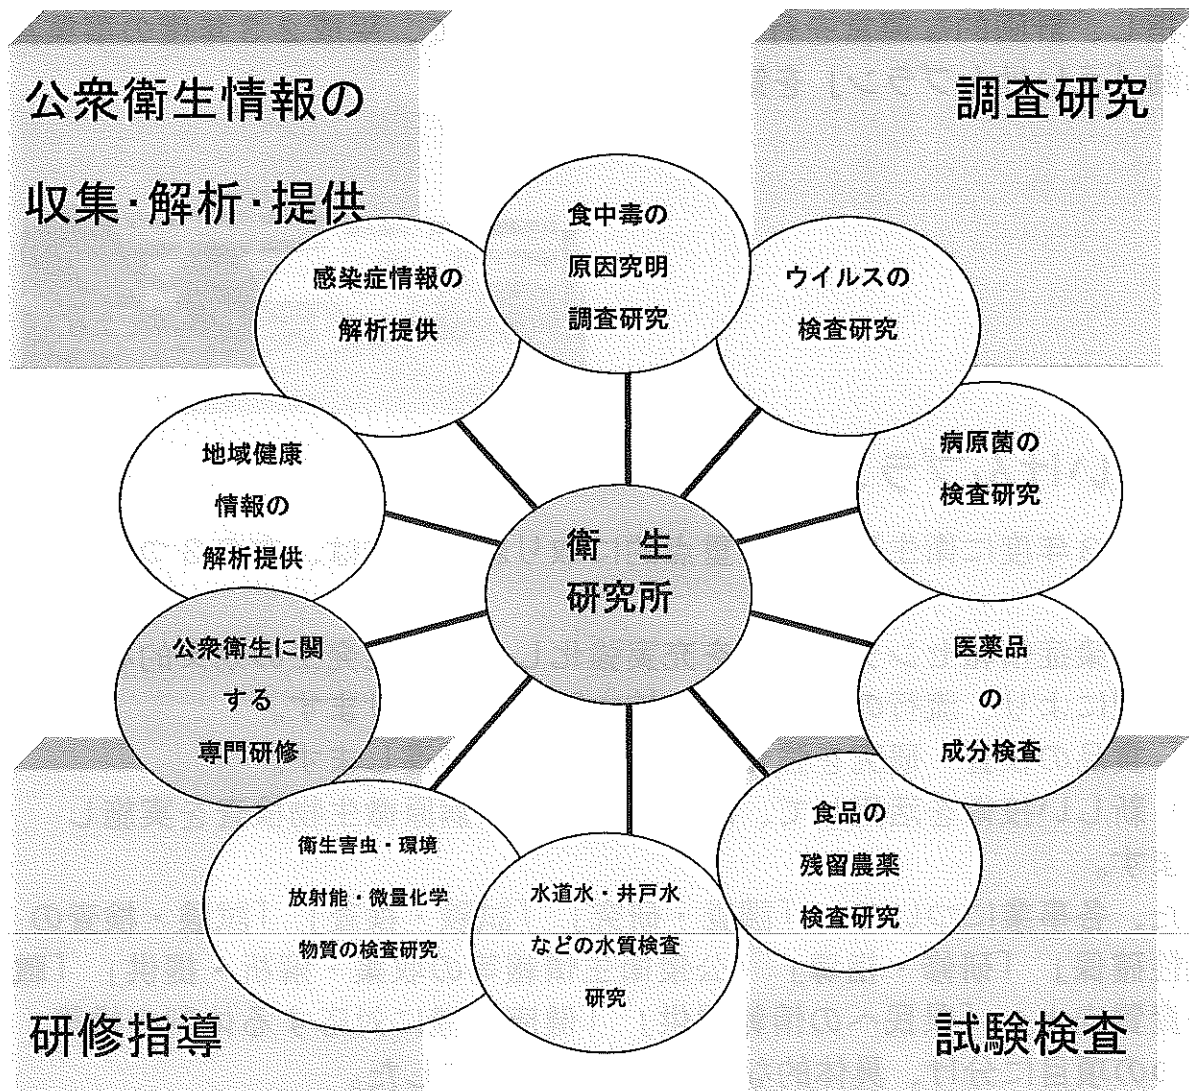 公衆衛生情報の
収集・解析・提供
調査研究
食中毒の
原因究明
調査研究
ウイルスの
検査研究
病原菌の
検査研究
医薬品
の
成分検査
食品の
残留農薬
検査研究
水道水・井戸水
などの水質検査
研究
衛生害虫・環境
放射能・微量化学
物質の検査研究
公衆衛生に関
する
専門研修
地域健康
情報の
解析提供
感染症情報の
解析提供
衛　生
研究所
研修指導
試験検査